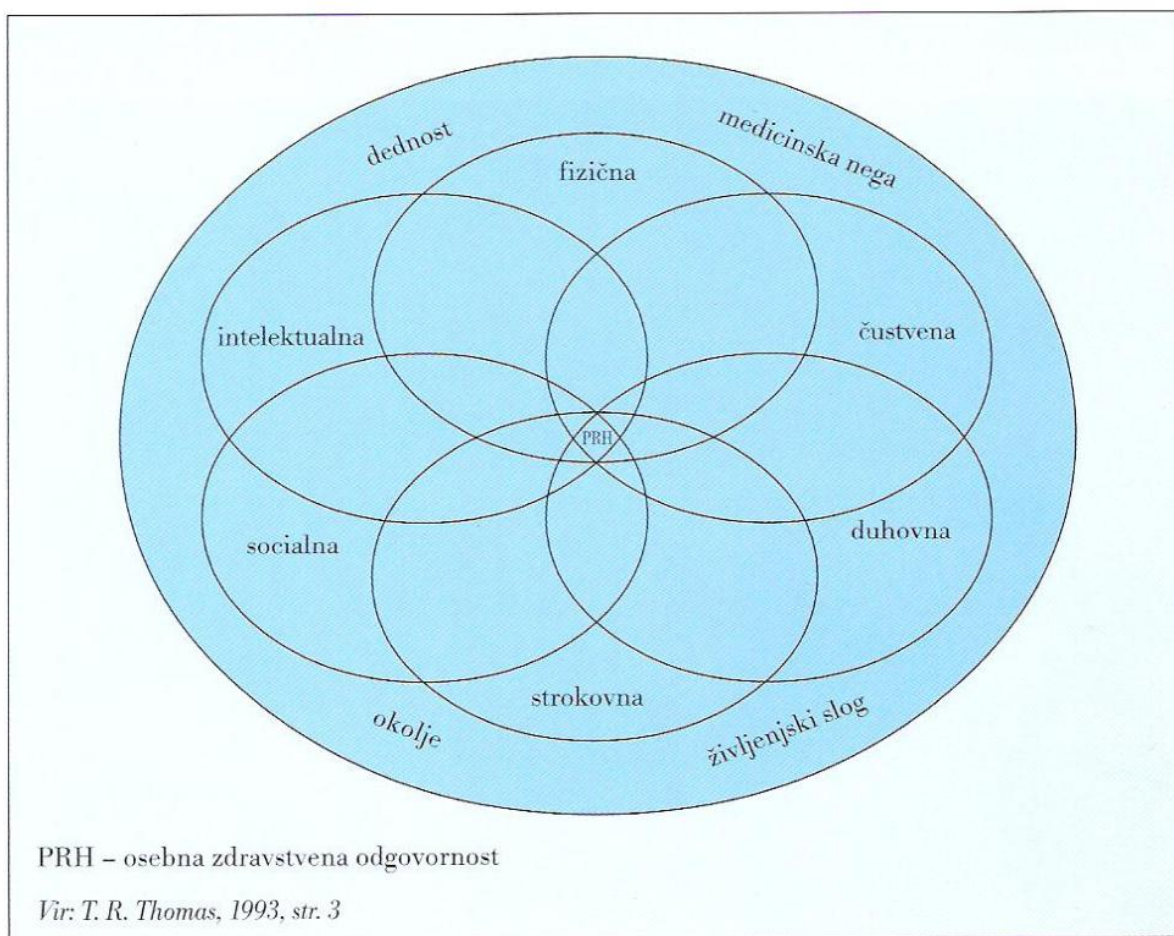 dednost
medicinska nega
fizična
intelektualna
čustvena
PRH
socialna
duhovna
strokovna
okolje
življenjski slog
PRH – osebna zdravstvena odgovornost
Vir: T. R. Thomas, 1993, str. 3